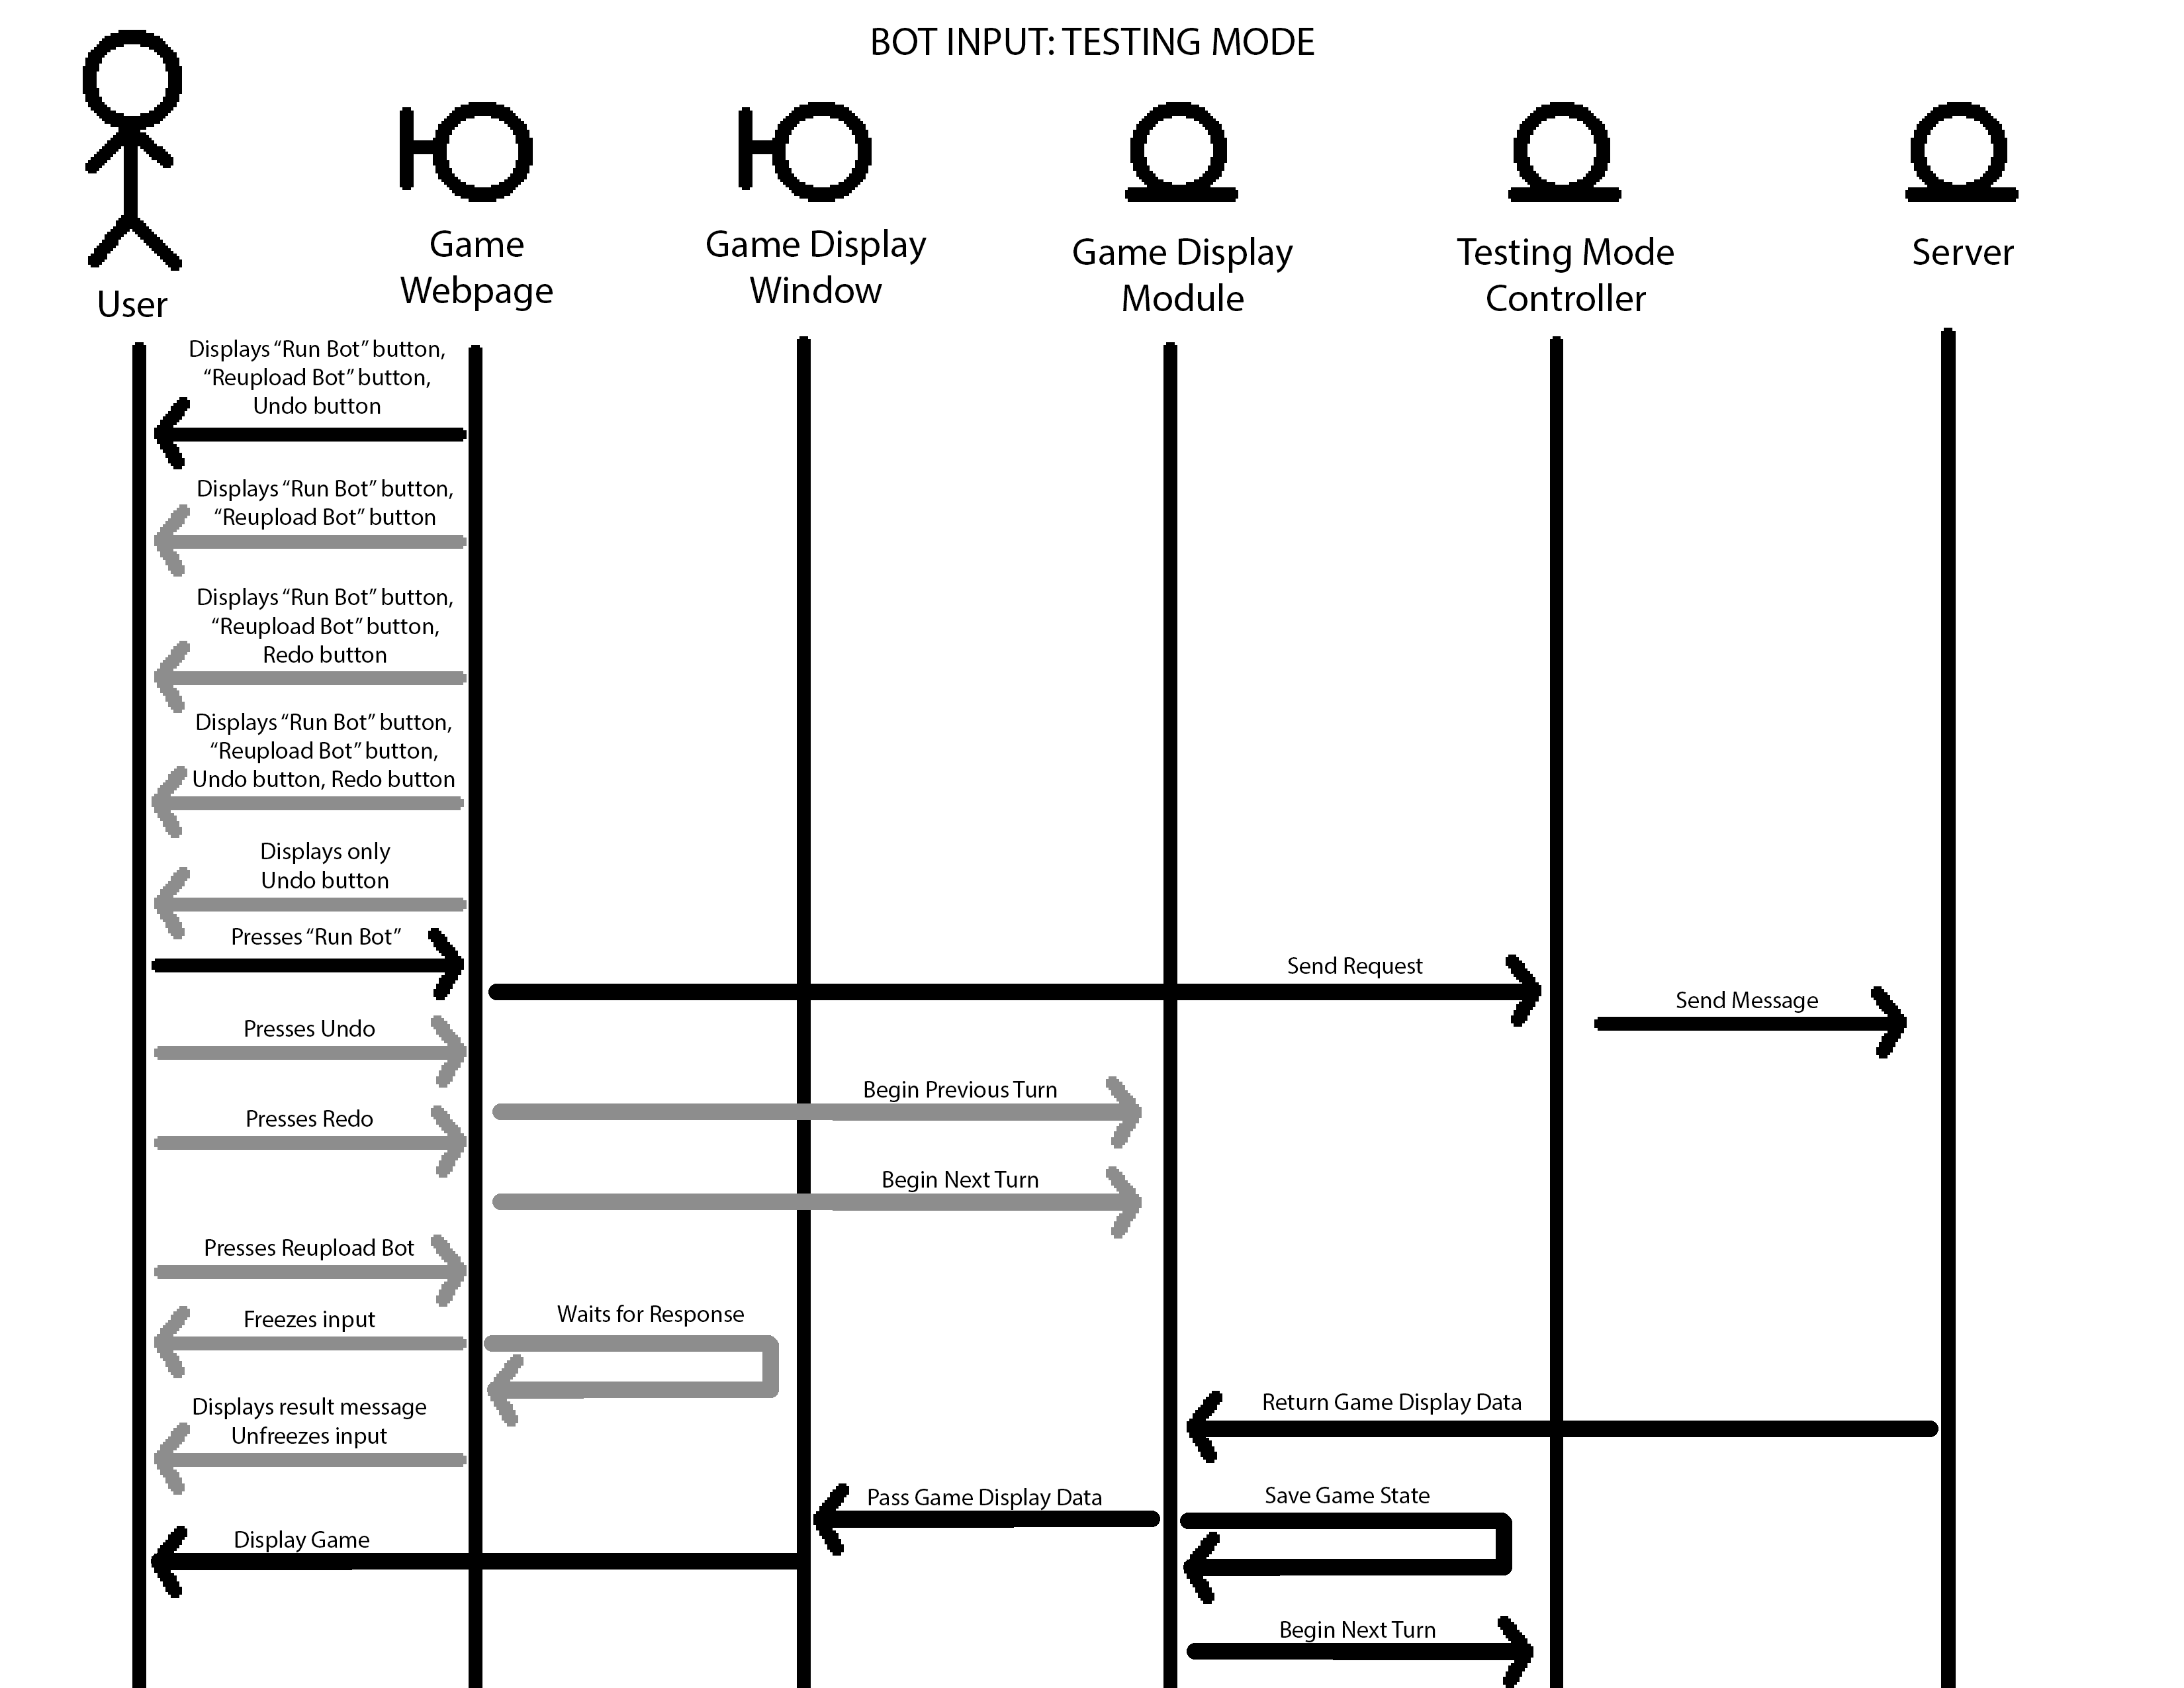 BOT INPUT: TESTING MODE
User
Game
Webpage
Game Display
Window
Game Display
Module
Testing Mode
Controller
Server
Displays “Run Bot” button,
“Reupload Bot” button,
Undo button
Displays “Run Bot” button,
“Reupload Bot” button
Displays “Run Bot” button,
“Reupload Bot” button,
Redo button
Displays “Run Bot” button,
“Reupload Bot” button,
Undo button, Redo button
Displays only
Undo button
Presses “Run Bot”
Send Request
Send Message
Presses Undo
Begin Previous Turn
Presses Redo
Begin Next Turn
Presses Reupload Bot
Freezes input
Waits for Response
Displays result message
Unfreezes input
Return Game Display Data
Pass Game Display Data
Save Game State
Display Game
Begin Next Turn